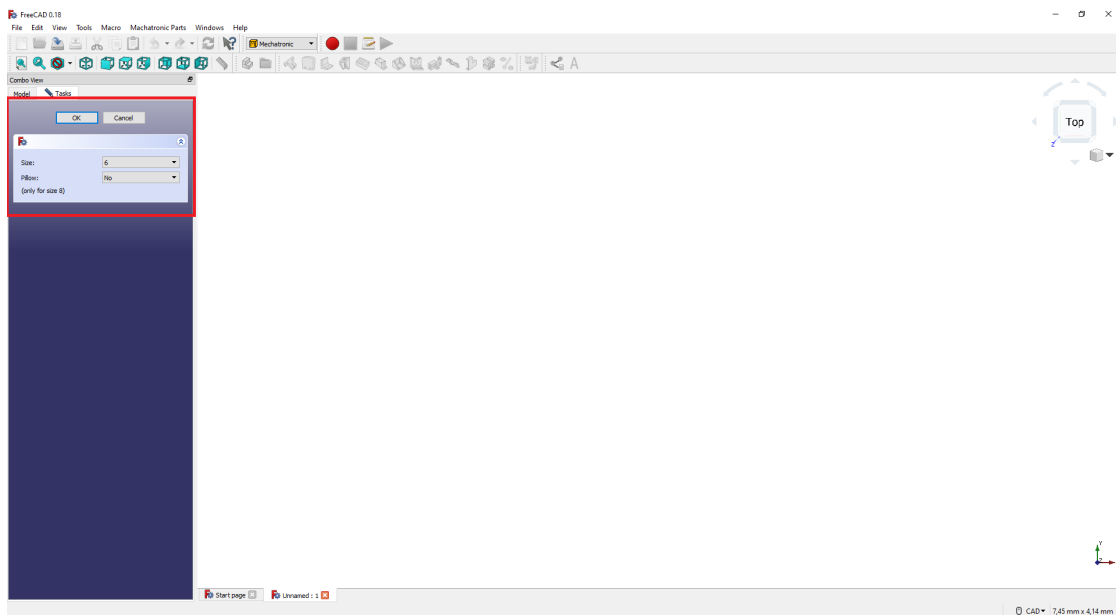 FreeCAD 0.18
File Edit View Tools Macro Machatronic Parts Windows Help
Mechatronic
Combo View
Model Tasks
OK Cancel
Size: 6
Pillow: No
(only for size 8)
Top
Z
Y
Z
Start page Unnamed : 1
CAD 7,45 mm x 4,14 mm